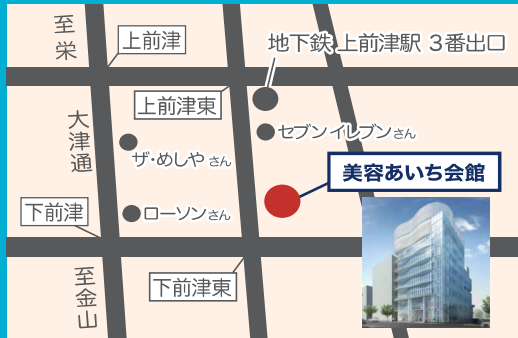 至栄
上前津
地下鉄 上前津駅 3番出口
上前津東
大津通
セブンイレブンさん
ザ・めしや さん
美容あいち会館
下前津
ローソンさん
至金山
下前津東